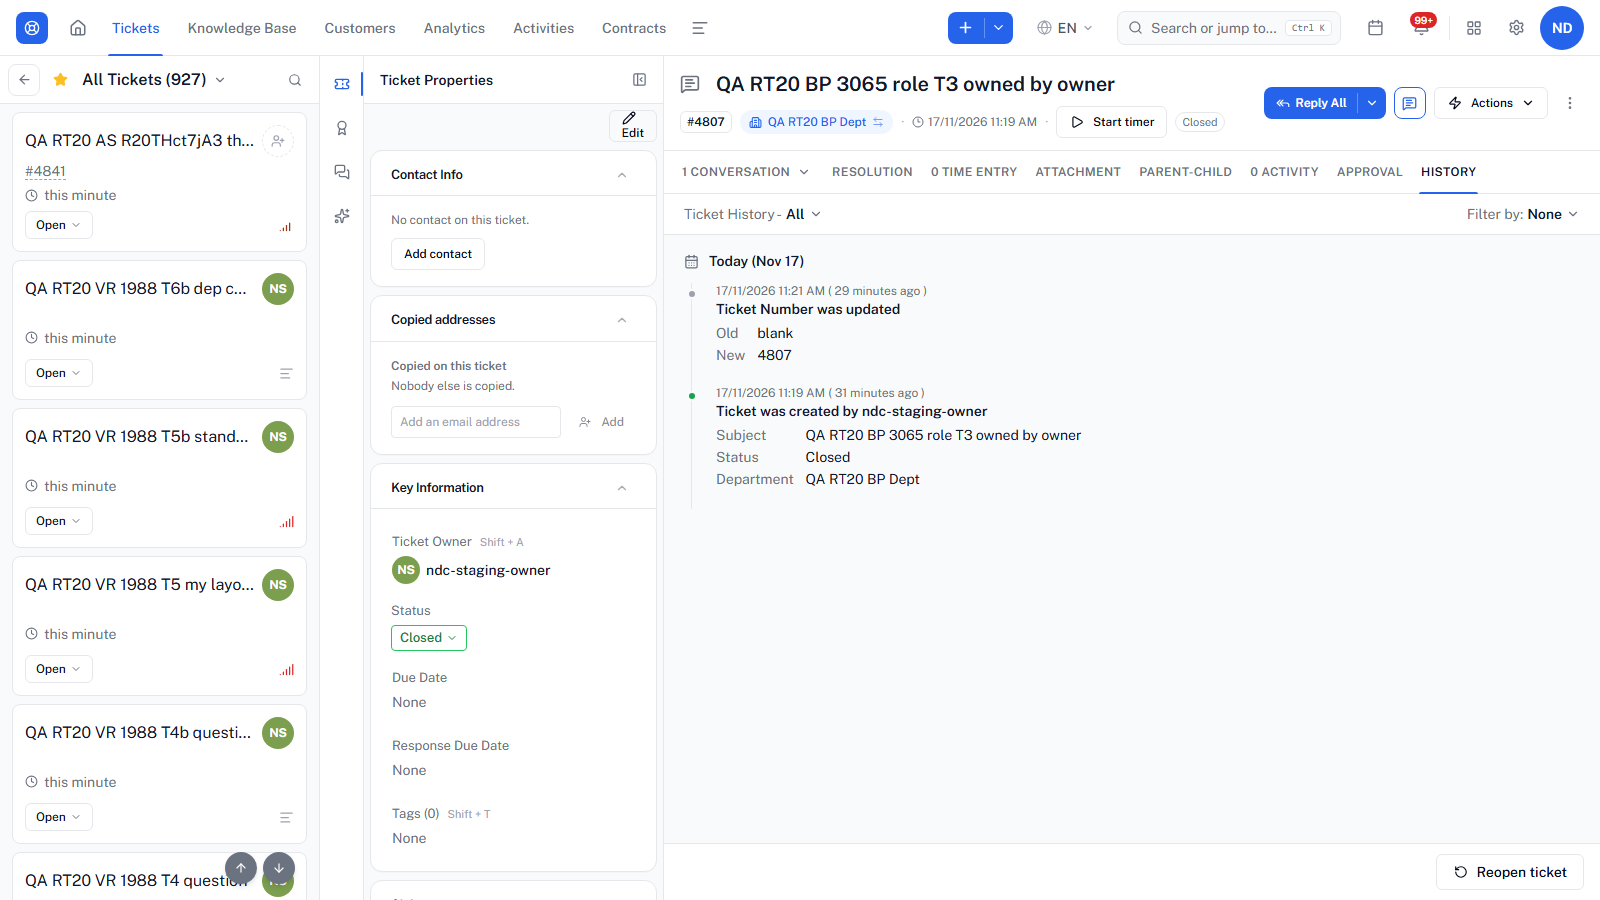 Tickets
Knowledge Base
Customers
Analytics
Activities
Contracts
EN
Search or jump to...
Ctrl K
99+
ND
All Tickets (927)
QA RT20 AS R20THct7jA3 th...
#4841
this minute
Open
QA RT20 VR 1988 T6b dep c...
NS
this minute
Open
QA RT20 VR 1988 T5b stand...
NS
this minute
Open
QA RT20 VR 1988 T5 my layo...
NS
this minute
Open
QA RT20 VR 1988 T4b questi...
NS
this minute
Open
QA RT20 VR 1988 T4 question
Ticket Properties
Edit
Contact Info
No contact on this ticket.
Add contact
Copied addresses
Copied on this ticket
Nobody else is copied.
Add an email address
Add
Key Information
Ticket Owner Shift + A
NS ndc-staging-owner
Status
Closed
Due Date
None
Response Due Date
None
Tags (0) Shift + T
None
QA RT20 BP 3065 role T3 owned by owner
#4807
QA RT20 BP Dept
· 17/11/2026 11:19 AM ·
Start timer
Closed
Reply All
Actions
1 CONVERSATION
RESOLUTION
0 TIME ENTRY
ATTACHMENT
PARENT-CHILD
0 ACTIVITY
APPROVAL
HISTORY
Ticket History - All
Filter by: None
Today (Nov 17)
17/11/2026 11:21 AM ( 29 minutes ago )
Ticket Number was updated
Old blank
New 4807
17/11/2026 11:19 AM ( 31 minutes ago )
Ticket was created by ndc-staging-owner
Subject QA RT20 BP 3065 role T3 owned by owner
Status Closed
Department QA RT20 BP Dept
Reopen ticket